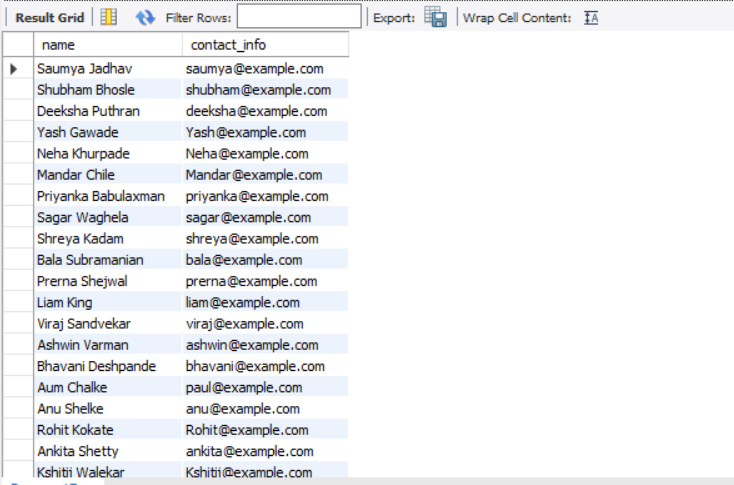 Result Grid Filter Rows: Export: Wrap Cell Content: IA
name contact_info
Saumya Jadhav saumya@example.com
Shubham Bhosle shubham@example.com
Deeksha Puthran deeksha@example.com
Yash Gawade Yash@example.com
Neha Khurpade Neha@example.com
Mandar Chile Mandar@example.com
Priyanka Babulaxman priyanka@example.com
Sagar Waghela sagar@example.com
Shreya Kadam shreya@example.com
Bala Subramanian bala@example.com
Prerna Shejwal prerna@example.com
Liam King liam@example.com
Viraj Sandvekar viraj@example.com
Ashwin Varman ashwin@example.com
Bhavani Deshpande bhavani@example.com
Aum Chalke paul@example.com
Anu Shelke anu@example.com
Rohit Kokate Rohit@example.com
Ankita Shetty ankita@example.com
Kshitij Walekar Kshitij@example.com